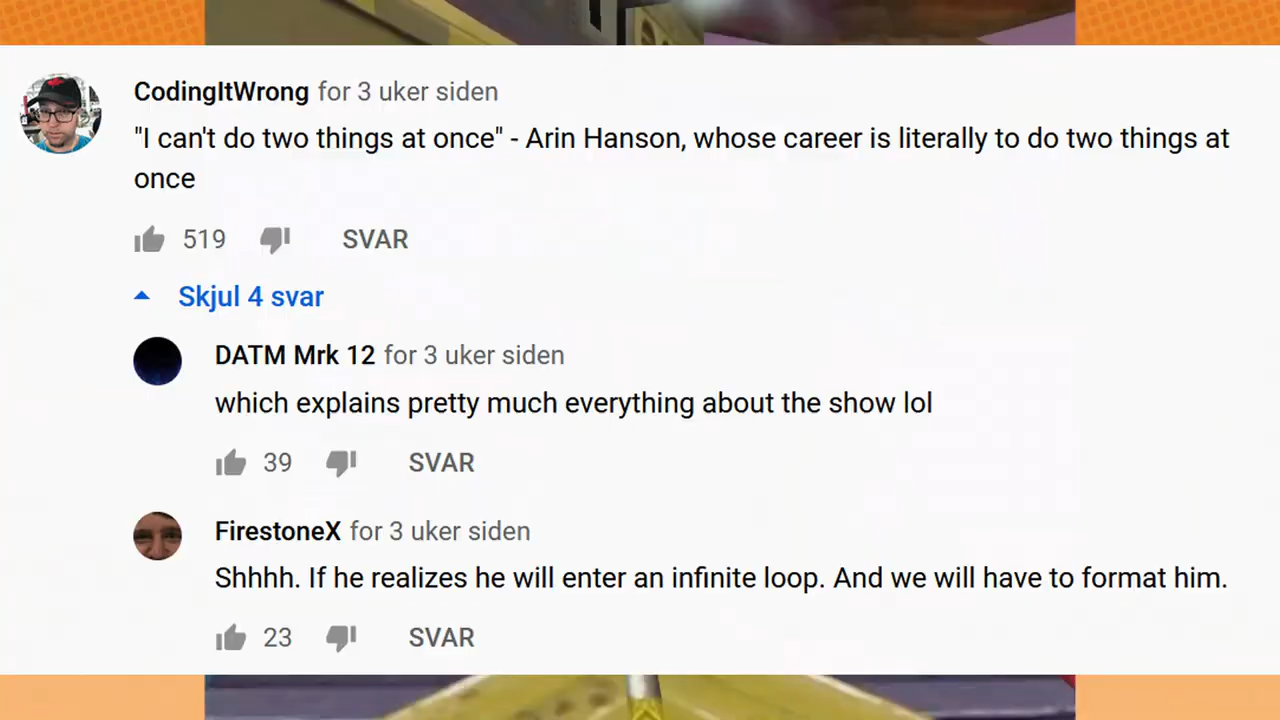 CodingItWrong for 3 uker siden
"I can't do two things at once" - Arin Hanson, whose career is literally to do two things at
once
519 SVAR
Skjul 4 svar
DATM Mrk 12 for 3 uker siden
which explains pretty much everything about the show lol
39 SVAR
FirestoneX for 3 uker siden
Shhhh. If he realizes he will enter an infinite loop. And we will have to format him.
23 SVAR